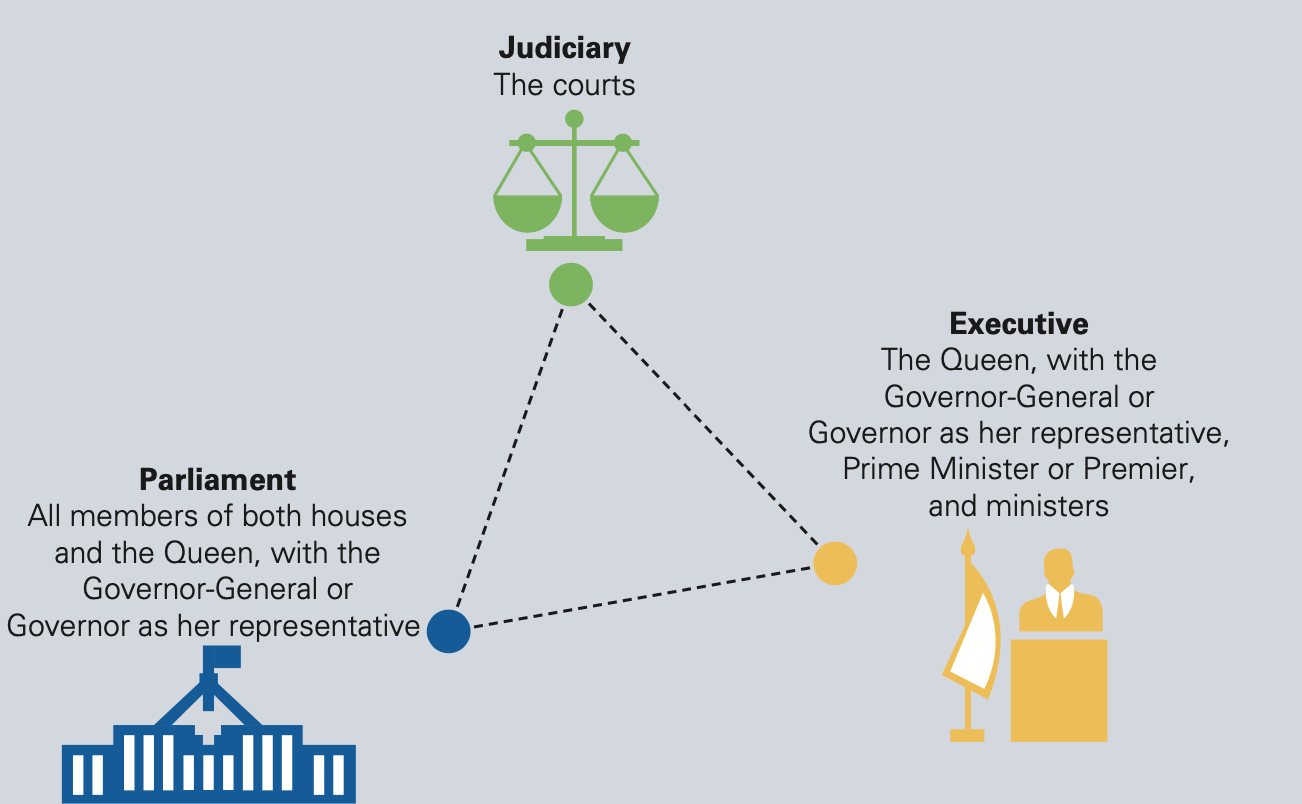 Judiciary
The courts
Executive
The Queen, with the
Governor-General or
Governor as her representative,
Prime Minister or Premier,
and ministers
Parliament
All members of both houses
and the Queen, with the
Governor-General or
Governor as her representative